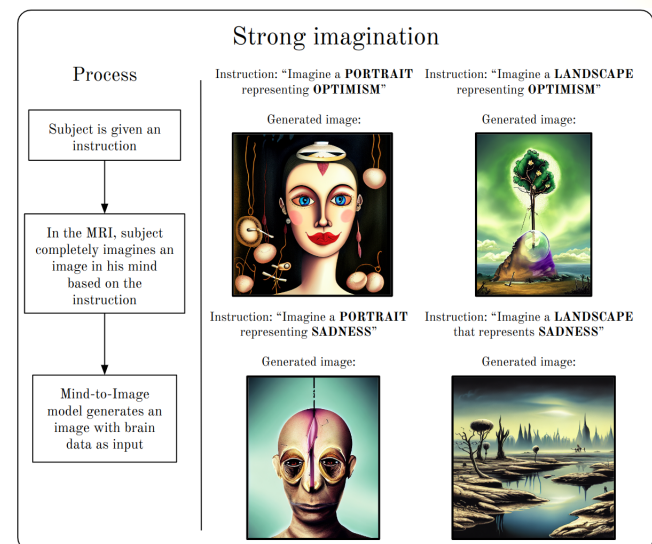 Strong imagination
Process
Subject is given an
instruction
In the MRI, subject
completely imagines an
image in his mind
based on the
instruction
Mind-to-Image
model generates an
image with brain
data as input
Instruction: “Imagine a PORTRAIT
representing OPTIMISM”
Generated image:
Instruction: “Imagine a LANDSCAPE
representing OPTIMISM”
Generated image:
Instruction: “Imagine a PORTRAIT
representing SADNESS”
Generated image:
Instruction: “Imagine a LANDSCAPE
that represents SADNESS”
Generated image: